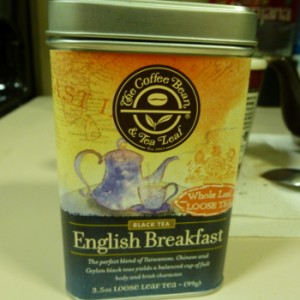 The Coffee Bean
& Tea Leaf
Whole Leaf
LOOSE TEA
BLACK TEA
English Breakfast
The perfect blend of Taiwanese, Chinese and
Ceylon black teas yields a balanced cup of full
body and brisk character
3.5oz LOOSE LEAF TEA • (99g)